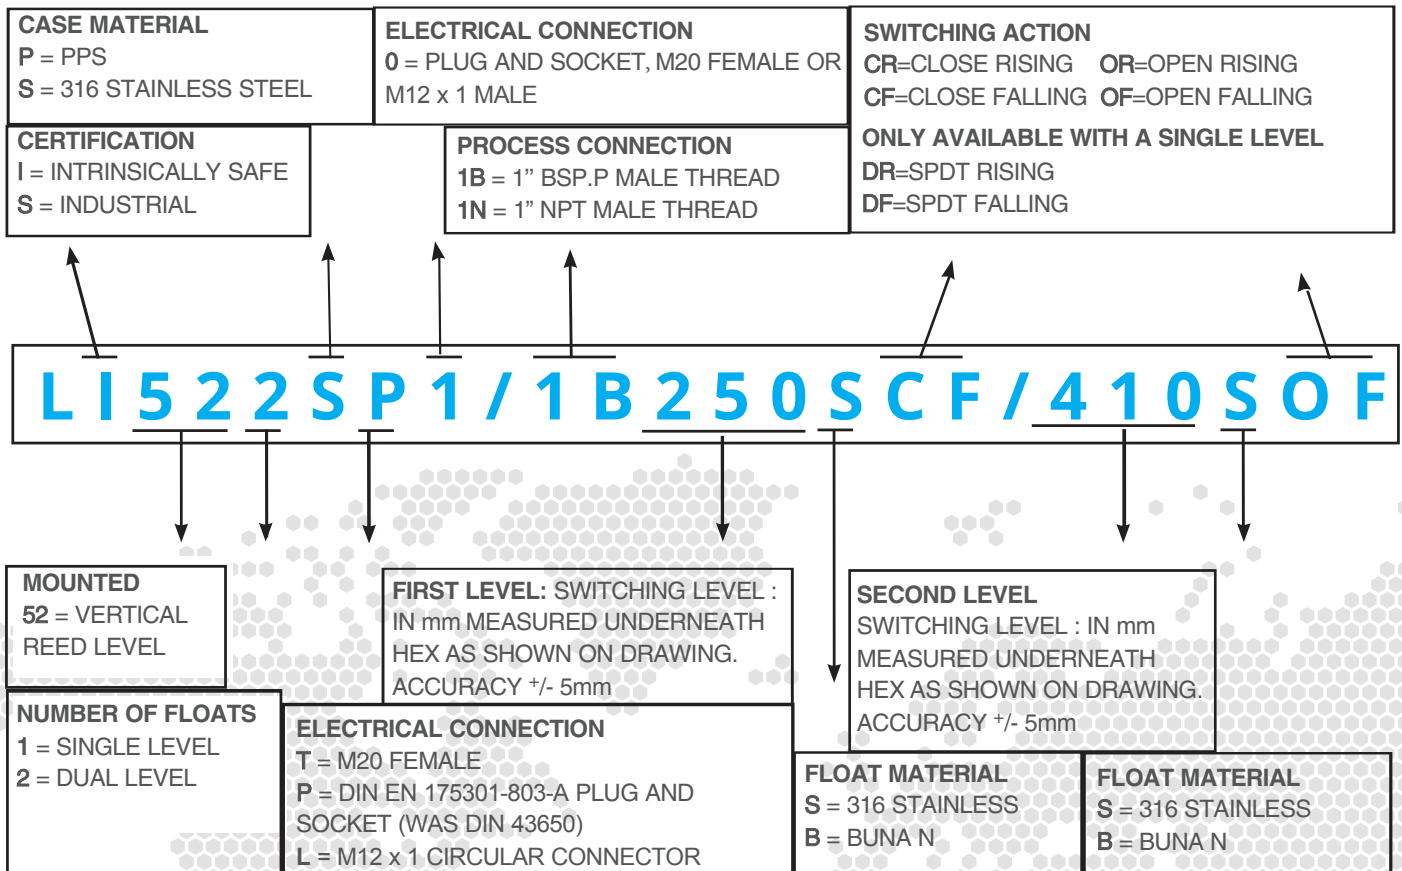 CASE MATERIAL
P = PPS
S = 316 STAINLESS STEEL
ELECTRICAL CONNECTION
0 = PLUG AND SOCKET, M20 FEMALE OR
M12 x 1 MALE
SWITCHING ACTION
CR=CLOSE RISING OR=OPEN RISING
CF=CLOSE FALLING OF=OPEN FALLING
ONLY AVAILABLE WITH A SINGLE LEVEL
DR=SPDT RISING
DF=SPDT FALLING
CERTIFICATION
I = INTRINSICALLY SAFE
S = INDUSTRIAL
PROCESS CONNECTION
1B = 1” BSP.P MALE THREAD
1N = 1” NPT MALE THREAD
L I 5 2 2 S P 1 / 1 B 2 5 0 S C F / 4 1 0 S O F
MOUNTED
52 = VERTICAL
REED LEVEL
FIRST LEVEL: SWITCHING LEVEL :
IN mm MEASURED UNDERNEATH
HEX AS SHOWN ON DRAWING.
ACCURACY +/- 5mm
SECOND LEVEL
SWITCHING LEVEL : IN mm
MEASURED UNDERNEATH
HEX AS SHOWN ON DRAWING.
ACCURACY +/- 5mm
NUMBER OF FLOATS
1 = SINGLE LEVEL
2 = DUAL LEVEL
ELECTRICAL CONNECTION
T = M20 FEMALE
P = DIN EN 175301-803-A PLUG AND
SOCKET (WAS DIN 43650)
L = M12 x 1 CIRCULAR CONNECTOR
FLOAT MATERIAL
S = 316 STAINLESS
B = BUNA N
FLOAT MATERIAL
S = 316 STAINLESS
B = BUNA N